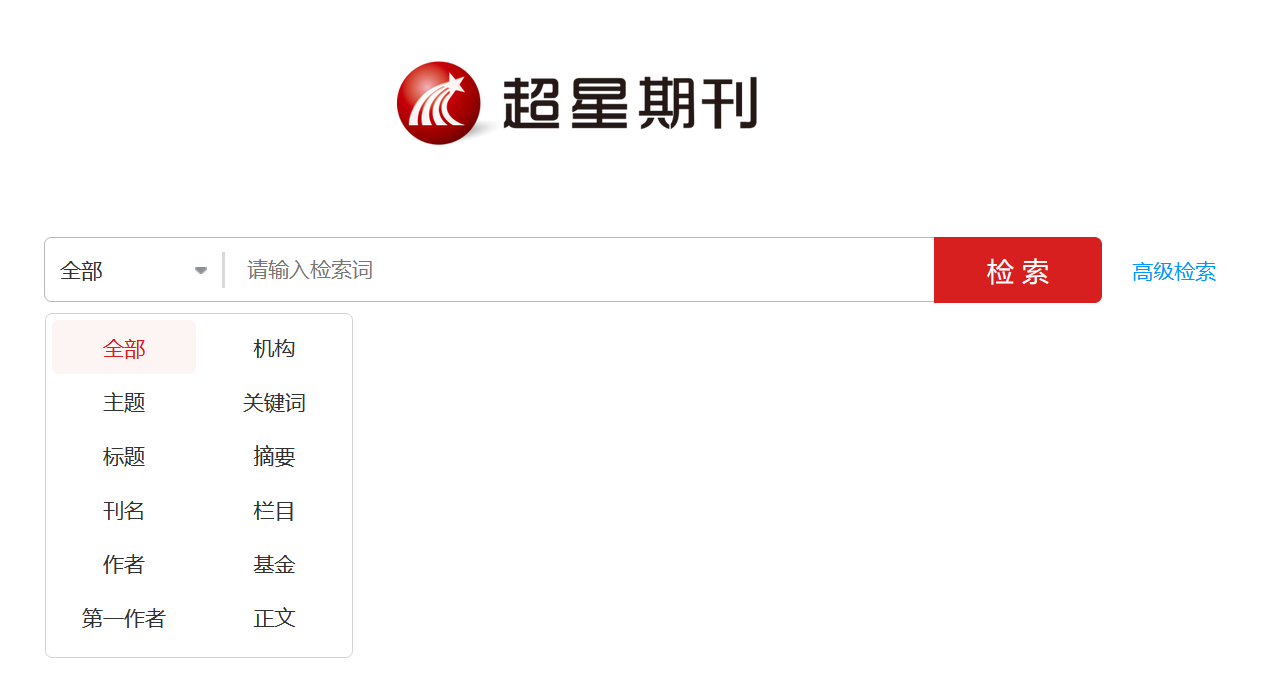 超星期刊
全部 请输入检索词 检索 高级检索
全部 机构
主题 关键词
标题 摘要
刊名 栏目
作者 基金
第一作者 正文